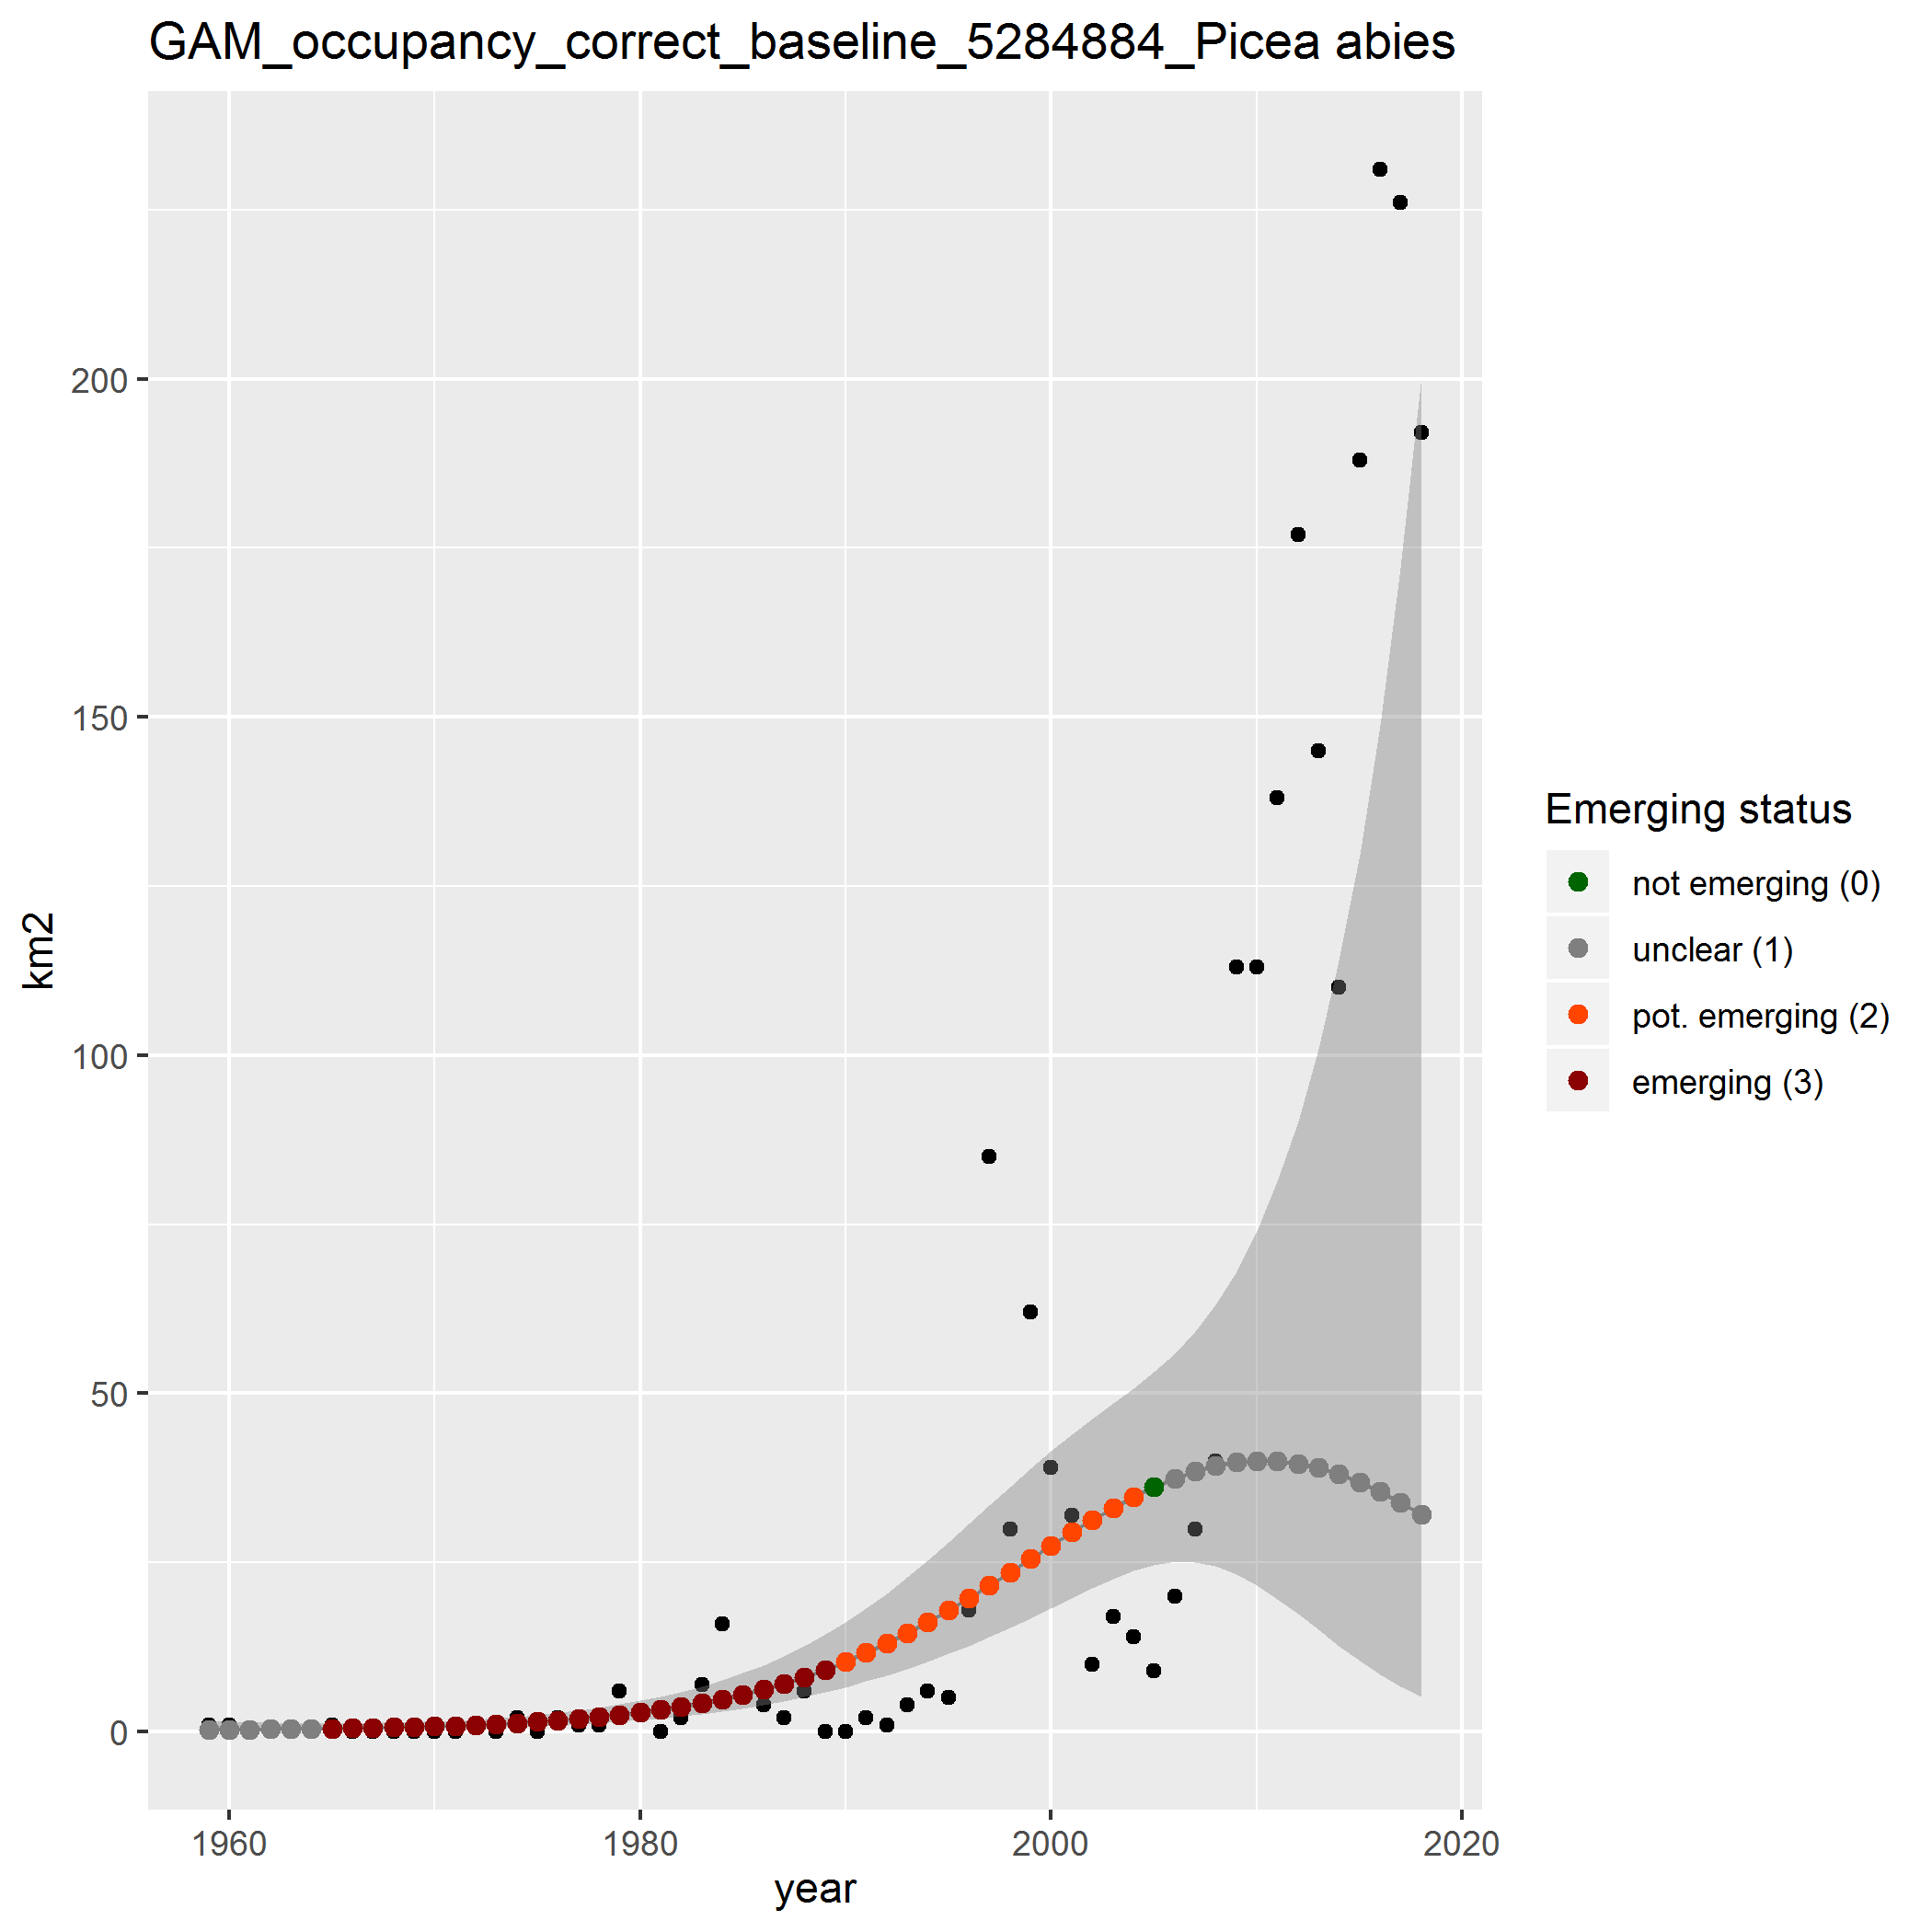 GAM_occupancy_correct_baseline_5284884_Picea abies
km2
200
150
100
50
0
1960 1980 2000 2020
year
Emerging status
not emerging (0)
unclear (1)
pot. emerging (2)
emerging (3)